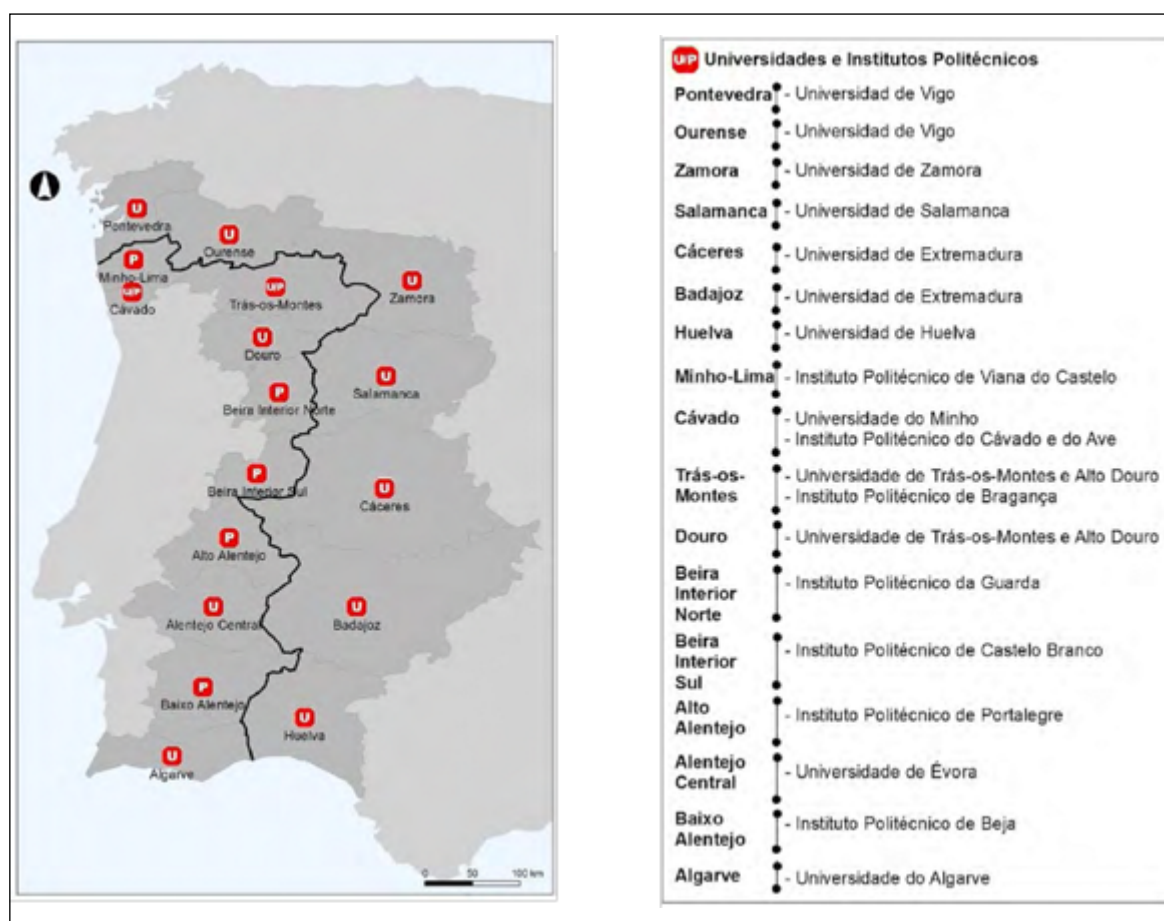 U
Pontevedra
U
Ourense
P
Minho-Lima
U/P
Cávado
U/P
Trás-os-Montes
U
Zamora
U
Douro
U
Salamanca
P
Beira Interior Norte
P
Beira Interior Sul
U
Cáceres
P
Alto Alentejo
U
Alentejo Central
U
Badajoz
P
Baixo Alentejo
U
Huelva
U
Algarve
0 50 100 km
U/P Universidades e Institutos Politécnicos
Pontevedra - Universidad de Vigo
Ourense - Universidad de Vigo
Zamora - Universidad de Zamora
Salamanca - Universidad de Salamanca
Cáceres - Universidad de Extremadura
Badajoz - Universidad de Extremadura
Huelva - Universidad de Huelva
Minho-Lima - Instituto Politécnico de Viana do Castelo
Cávado - Universidade do Minho
- Instituto Politécnico do Cávado e do Ave
Trás-os- - Universidade de Trás-os-Montes e Alto Douro
Montes - Instituto Politécnico de Bragança
Douro - Universidade de Trás-os-Montes e Alto Douro
Beira
Interior - Instituto Politécnico da Guarda
Norte
Beira
Interior - Instituto Politécnico de Castelo Branco
Sul
Alto
Alentejo - Instituto Politécnico de Portalegre
Alentejo
Central - Universidade de Évora
Baixo
Alentejo - Instituto Politécnico de Beja
Algarve - Universidade do Algarve